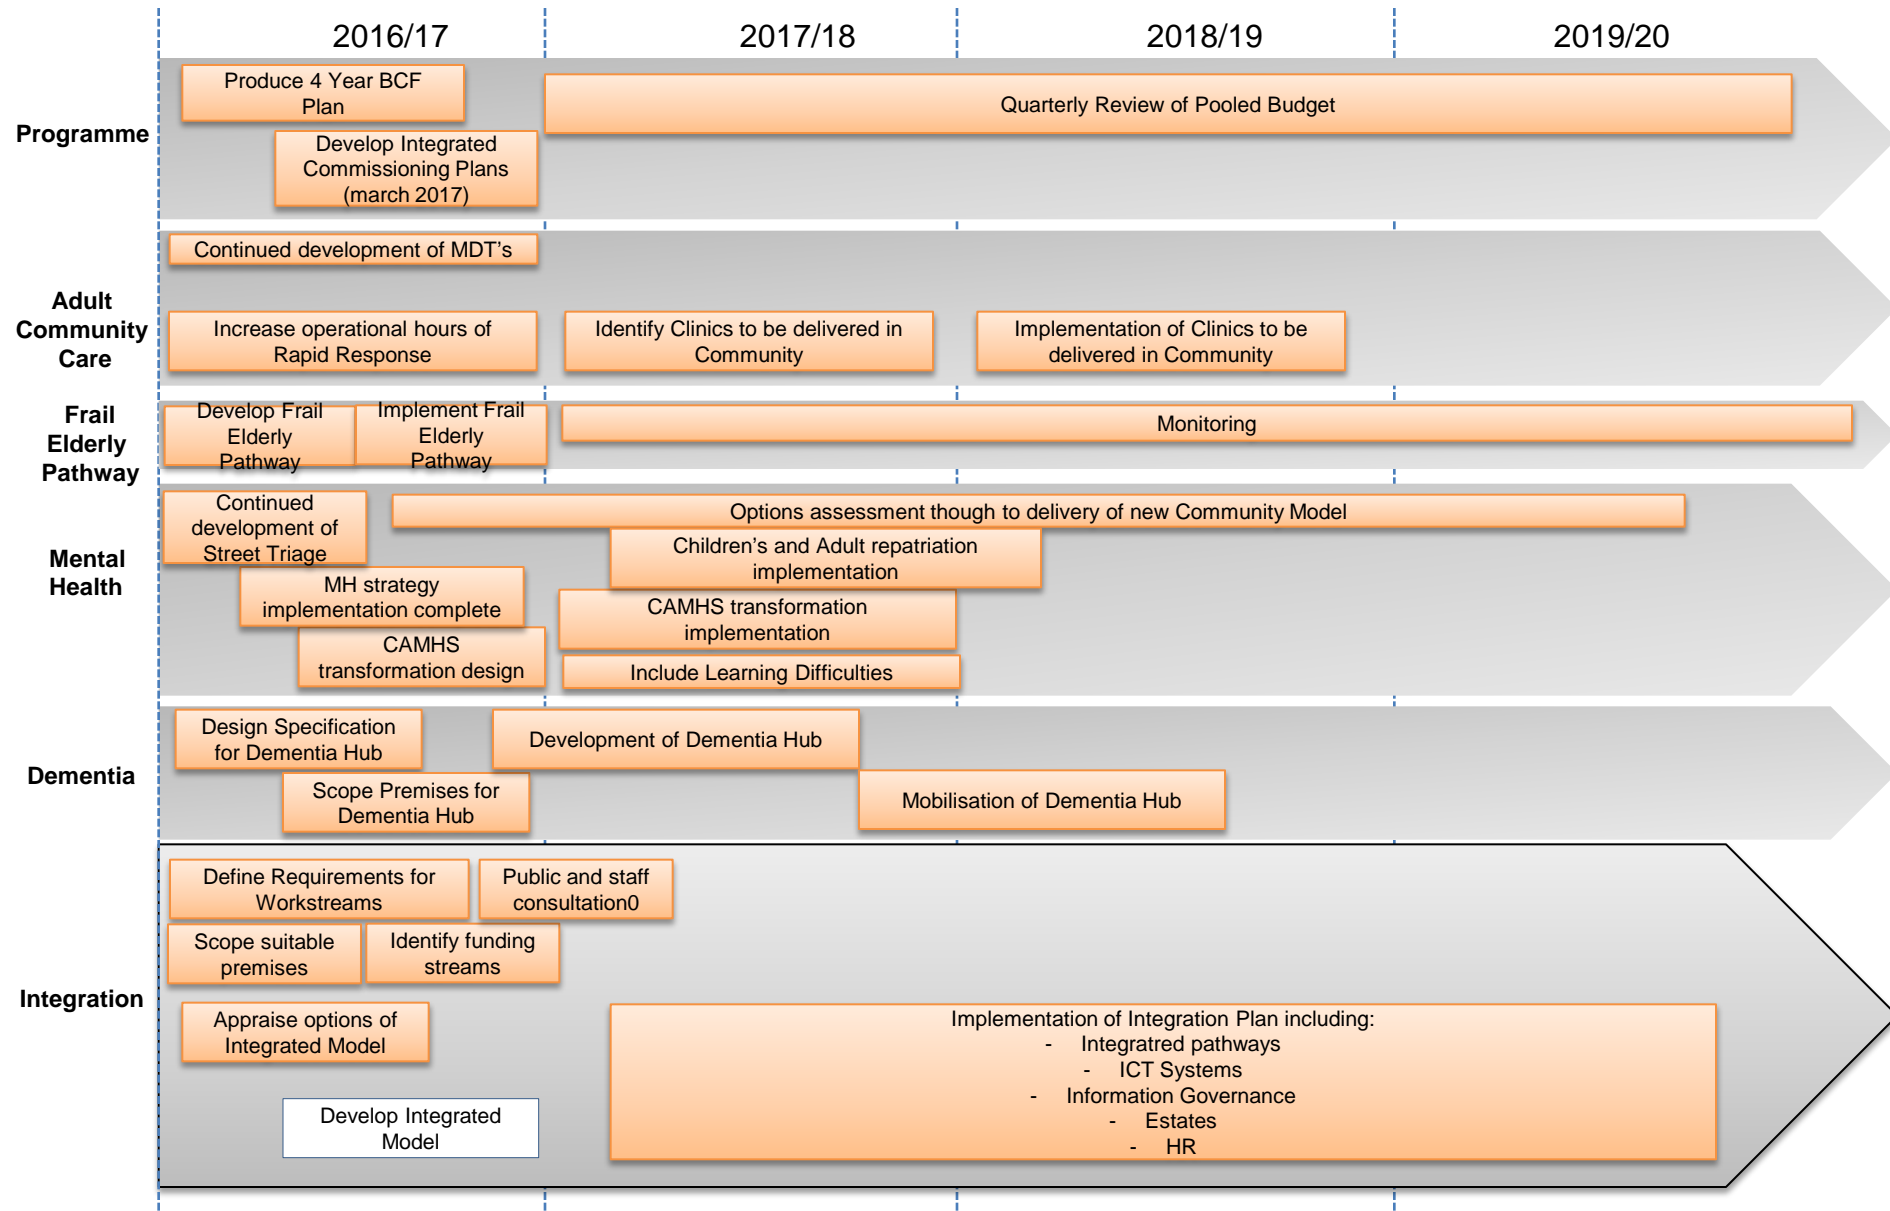 2016/17
2017/18
2018/19
2019/20
Programme
Produce 4 Year BCF
Plan
Quarterly Review of Pooled Budget
Develop Integrated
Commissioning Plans
(march 2017)
Adult
Community
Care
Continued development of MDT's
Increase operational hours of
Rapid Response
Identify Clinics to be delivered in
Community
Implementation of Clinics to be
delivered in Community
Frail
Elderly
Pathway
Develop Frail
Elderly
Pathway
Implement Frail
Elderly
Pathway
Monitoring
Mental
Health
Continued
development of
Street Triage
Options assessment though to delivery of new Community Model
Children's and Adult repatriation
implementation
MH strategy
implementation complete
CAMHS transformation
implementation
CAMHS
transformation design
Include Learning Difficulties
Dementia
Design Specification
for Dementia Hub
Development of Dementia Hub
Scope Premises for
Dementia Hub
Mobilisation of Dementia Hub
Integration
Define Requirements for
Workstreams
Public and staff
consultation0
Scope suitable
premises
Identify funding
streams
Appraise options of
Integrated Model
Implementation of Integration Plan including:
- Integratred pathways
- ICT Systems
- Information Governance
- Estates
- HR
Develop Integrated
Model